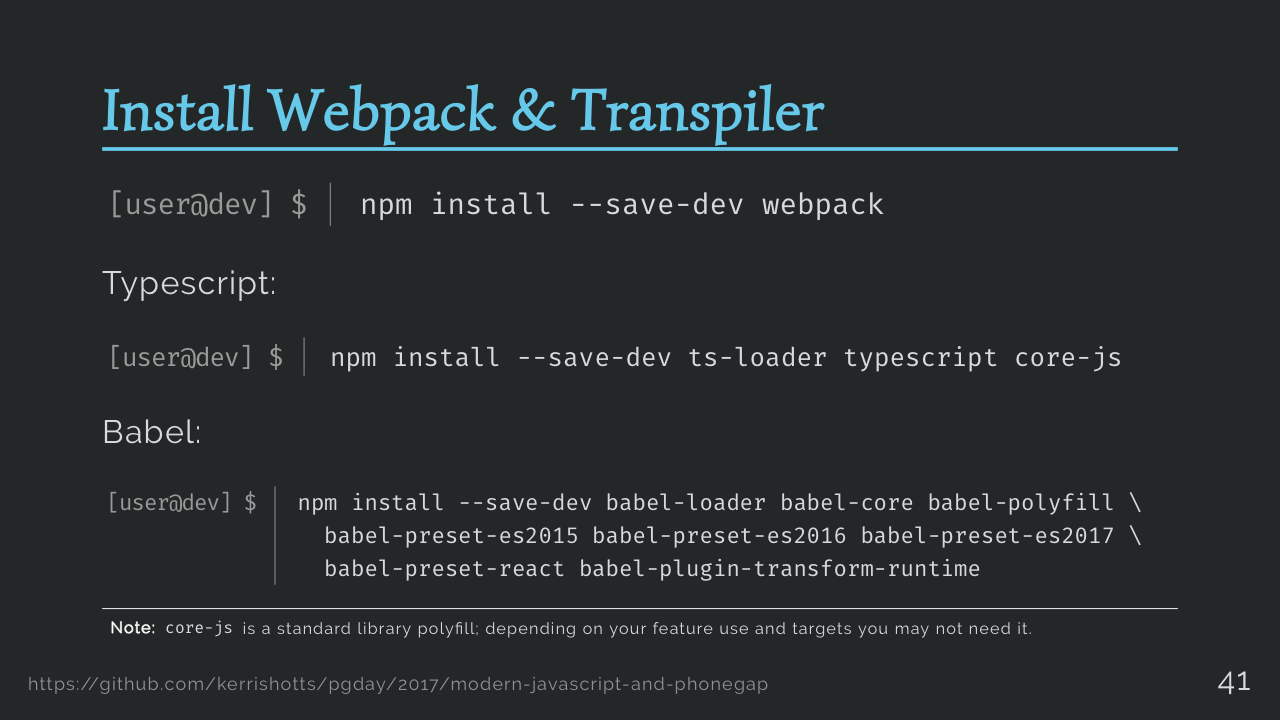 Install Webpack & Transpiler
[user@dev] $ npm install --save-dev webpack
Typescript:
[user@dev] $ npm install --save-dev ts-loader typescript core-js
Babel:
[user@dev] $ npm install --save-dev babel-loader babel-core babel-polyfill \
babel-preset-es2015 babel-preset-es2016 babel-preset-es2017 \
babel-preset-react babel-plugin-transform-runtime
Note: core-js is a standard library polyfill; depending on your feature use and targets you may not need it.
https://github.com/kerrishotts/pgday/2017/modern-javascript-and-phonegap
41